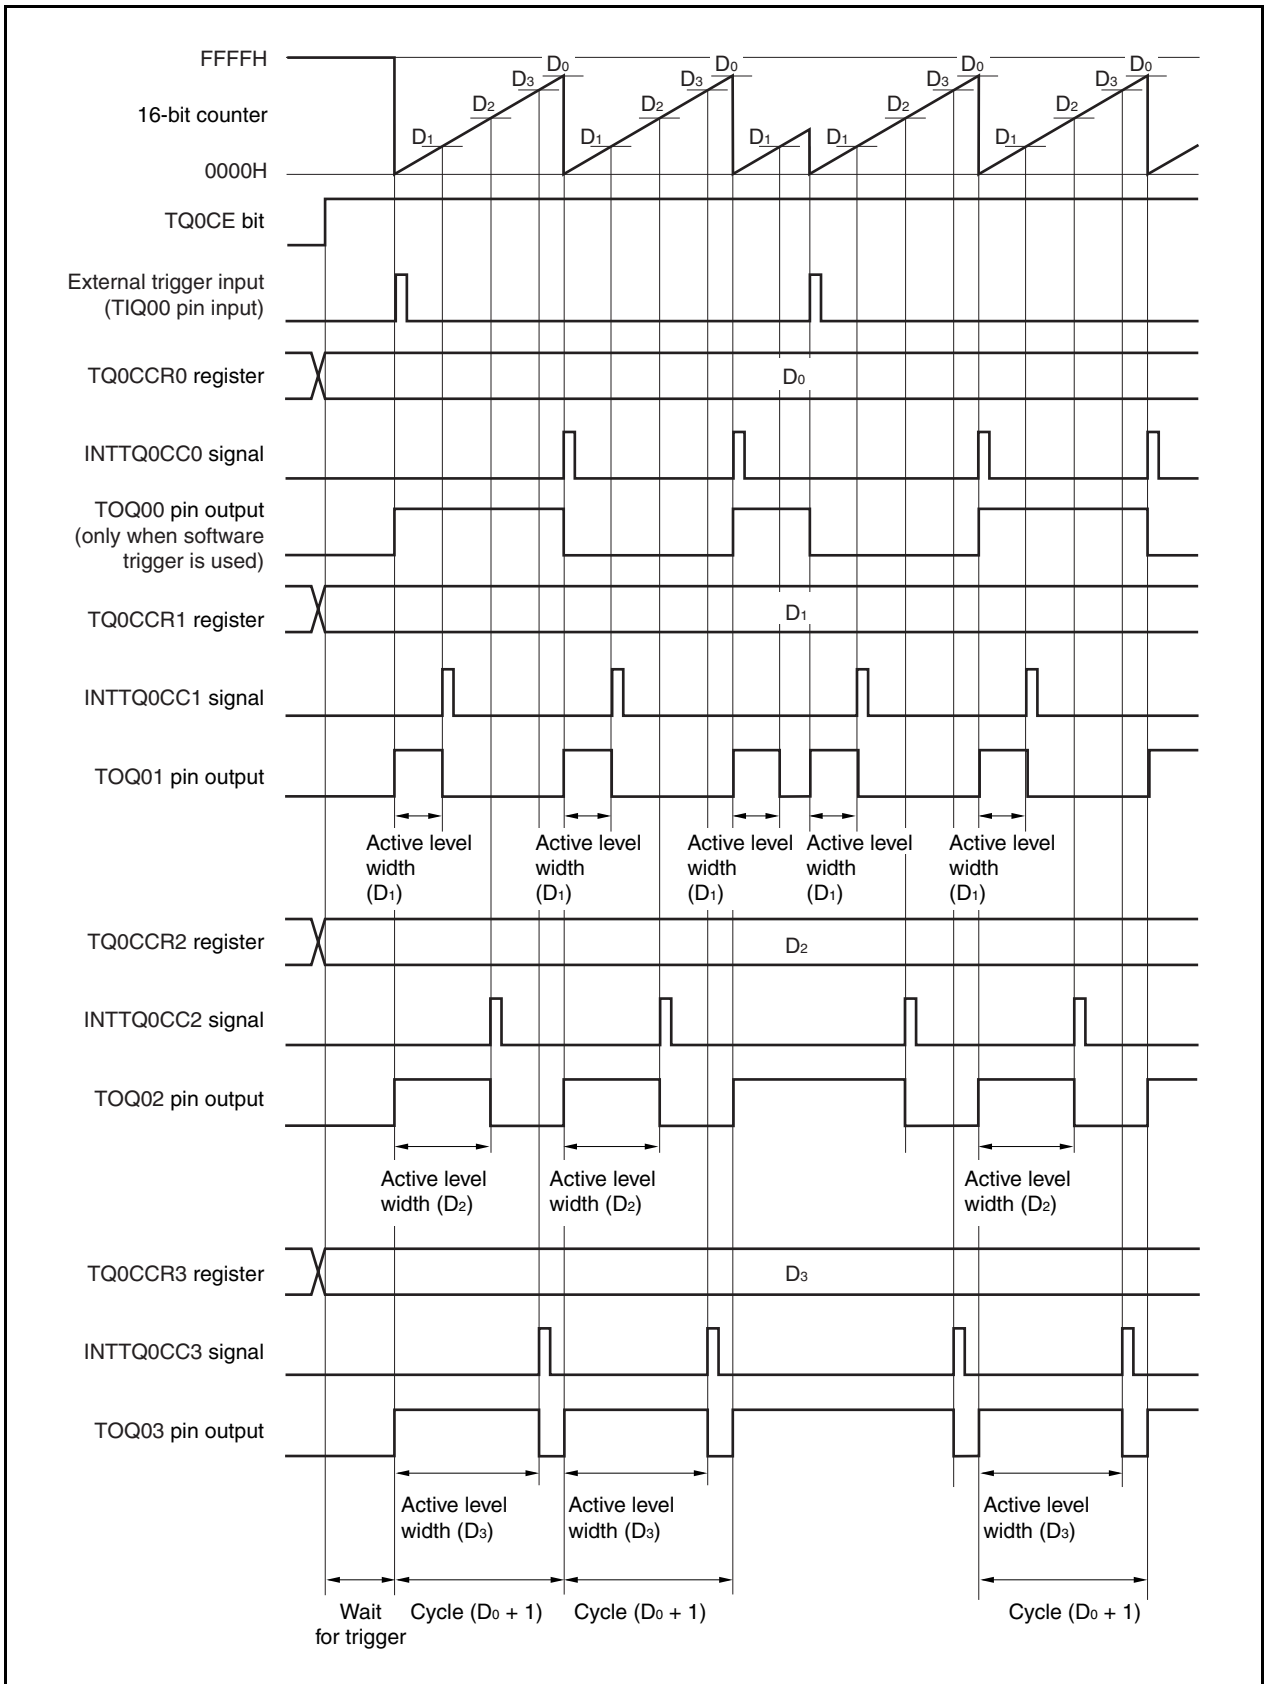 FFFFH
D0 D0 D0 D0
D3 D3 D3 D3
D2 D2 D2 D2
16-bit counter
D1 D1 D1 D1 D1
0000H
TQ0CE bit
External trigger input
(TIQ00 pin input)
TQ0CCR0 register
D0
INTTQ0CC0 signal
TOQ00 pin output
(only when software
trigger is used)
TQ0CCR1 register
D1
INTTQ0CC1 signal
TOQ01 pin output
Active level
width
(D1)
Active level
width
(D1)
Active level
width
(D1)
Active level
width
(D1)
Active level
width
(D1)
TQ0CCR2 register
D2
INTTQ0CC2 signal
TOQ02 pin output
Active level
width (D2)
Active level
width (D2)
Active level
width (D2)
TQ0CCR3 register
D3
INTTQ0CC3 signal
TOQ03 pin output
Active level
width (D3)
Active level
width (D3)
Active level
width (D3)
Wait
for trigger
Cycle (D0 + 1)
Cycle (D0 + 1)
Cycle (D0 + 1)